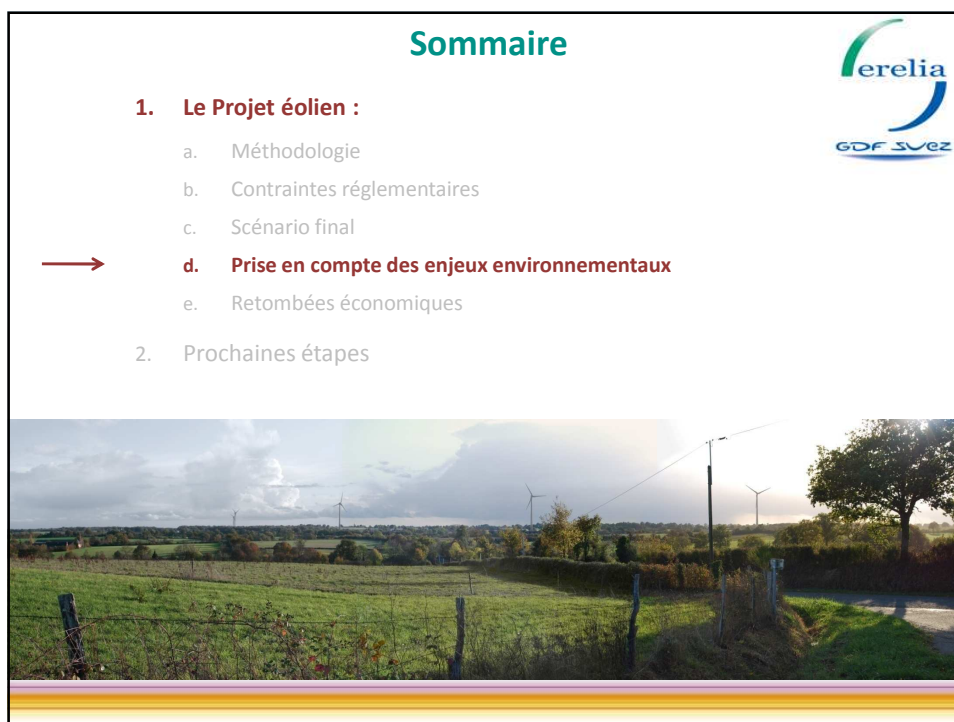 Sommaire
erelia
GDF SUEZ
1. Le Projet éolien :
a. Méthodologie
b. Contraintes réglementaires
c. Scénario final
d. Prise en compte des enjeux environnementaux
e. Retombées économiques
2. Prochaines étapes